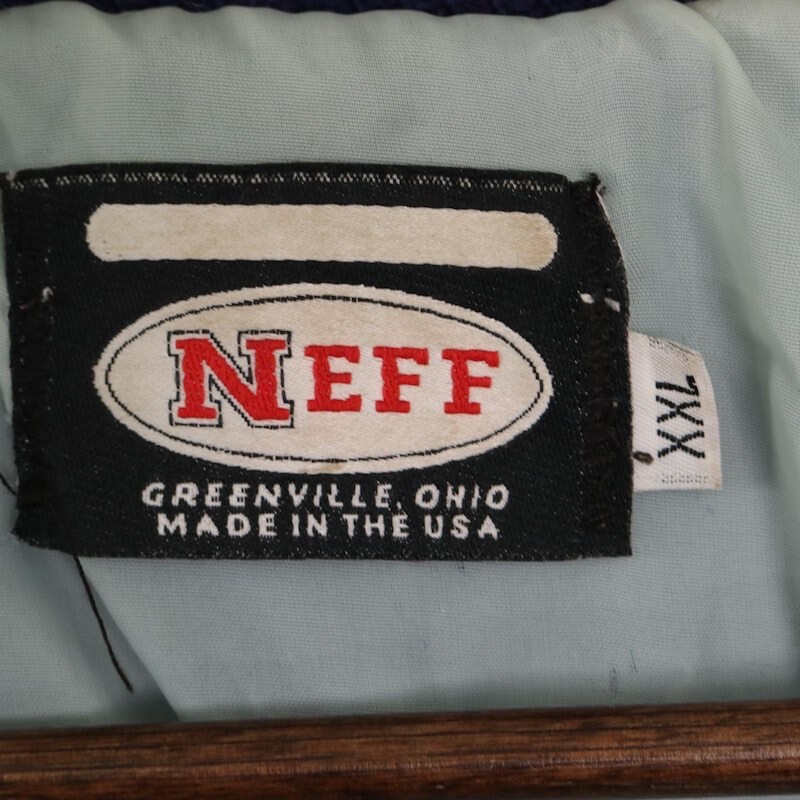 NEFF
GREENVILLE, OHIO
MADE IN THE USA
XXL